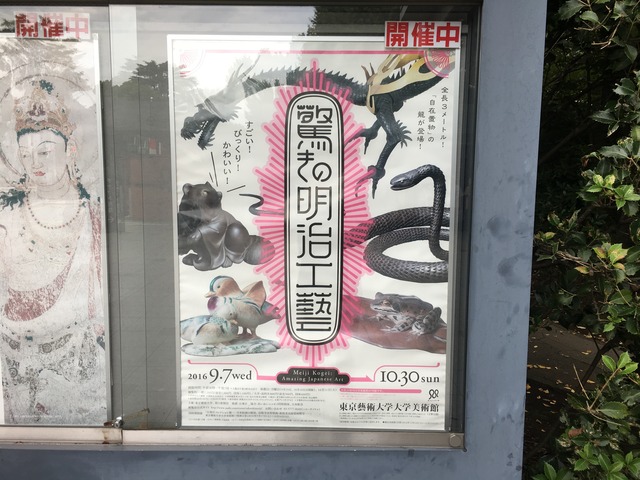 開催中
開催中
全長3メートル!
「自在置物」の
龍が登場!
すごい!
びっくり!
かわいい!
驚きの明治工藝
2016 9.7 wed
Meiji Kogei:
Amazing Japanese Art
10.30 sun
東京藝術大学大学美術館